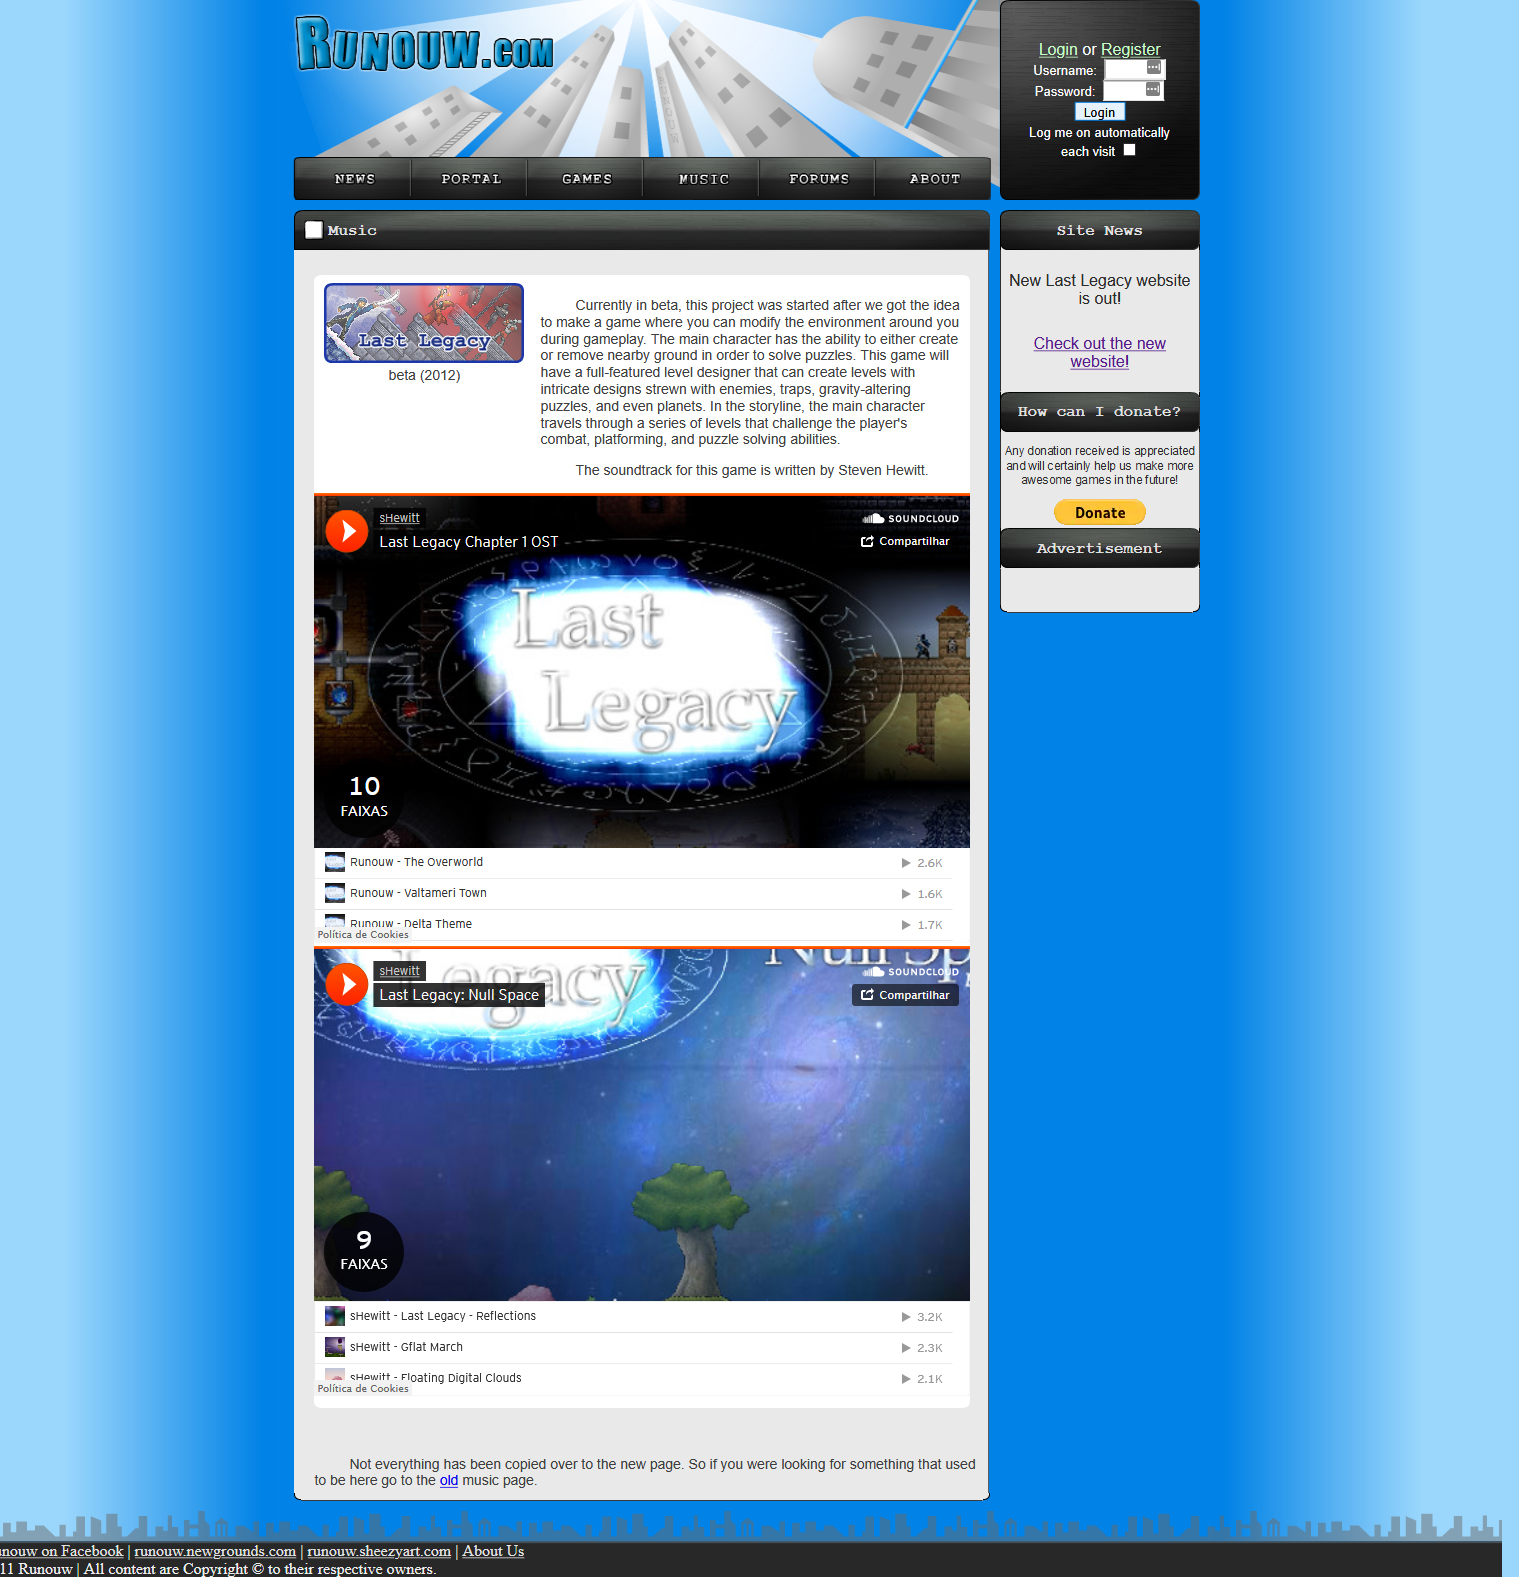 Runouw.com
Login or Register
Username:
Password:
Login
Log me on automatically
each visit
NEWS
PORTAL
GAMES
MUSIC
FORUMS
ABOUT
Music
Last Legacy
beta (2012)
Currently in beta, this project was started after we got the idea
to make a game where you can modify the environment around you
during gameplay. The main character has the ability to either create
or remove nearby ground in order to solve puzzles. This game will
have a full-featured level designer that can create levels with
intricate designs strewn with enemies, traps, gravity-altering
puzzles, and even planets. In the storyline, the main character
travels through a series of levels that challenge the player's
combat, platforming, and puzzle solving abilities.
The soundtrack for this game is written by Steven Hewitt.
sHewitt
SOUNDCLOUD
Last Legacy Chapter 1 OST
Compartilhar
Last
Legacy
10
FAIXAS
Runouw - The Overworld
2.6K
Runouw - Valtameri Town
1.6K
Runouw - Delta Theme
1.7K
Política de Cookies
sHewitt
Legacy
Null Sp
SOUNDCLOUD
Last Legacy: Null Space
Compartilhar
9
FAIXAS
sHewitt - Last Legacy - Reflections
3.2K
sHewitt - Gflat March
2.3K
sHewitt - Floating Digital Clouds
2.1K
Política de Cookies
Not everything has been copied over to the new page. So if you were looking for something that used
to be here go to the old music page.
Site News
New Last Legacy website
is out!
Check out the new
website!
How can I donate?
Any donation received is appreciated
and will certainly help us make more
awesome games in the future!
Donate
Advertisement
nouw on Facebook | runouw.newgrounds.com | runouw.sheezyart.com | About Us
11 Runouw | All content are Copyright © to their respective owners.